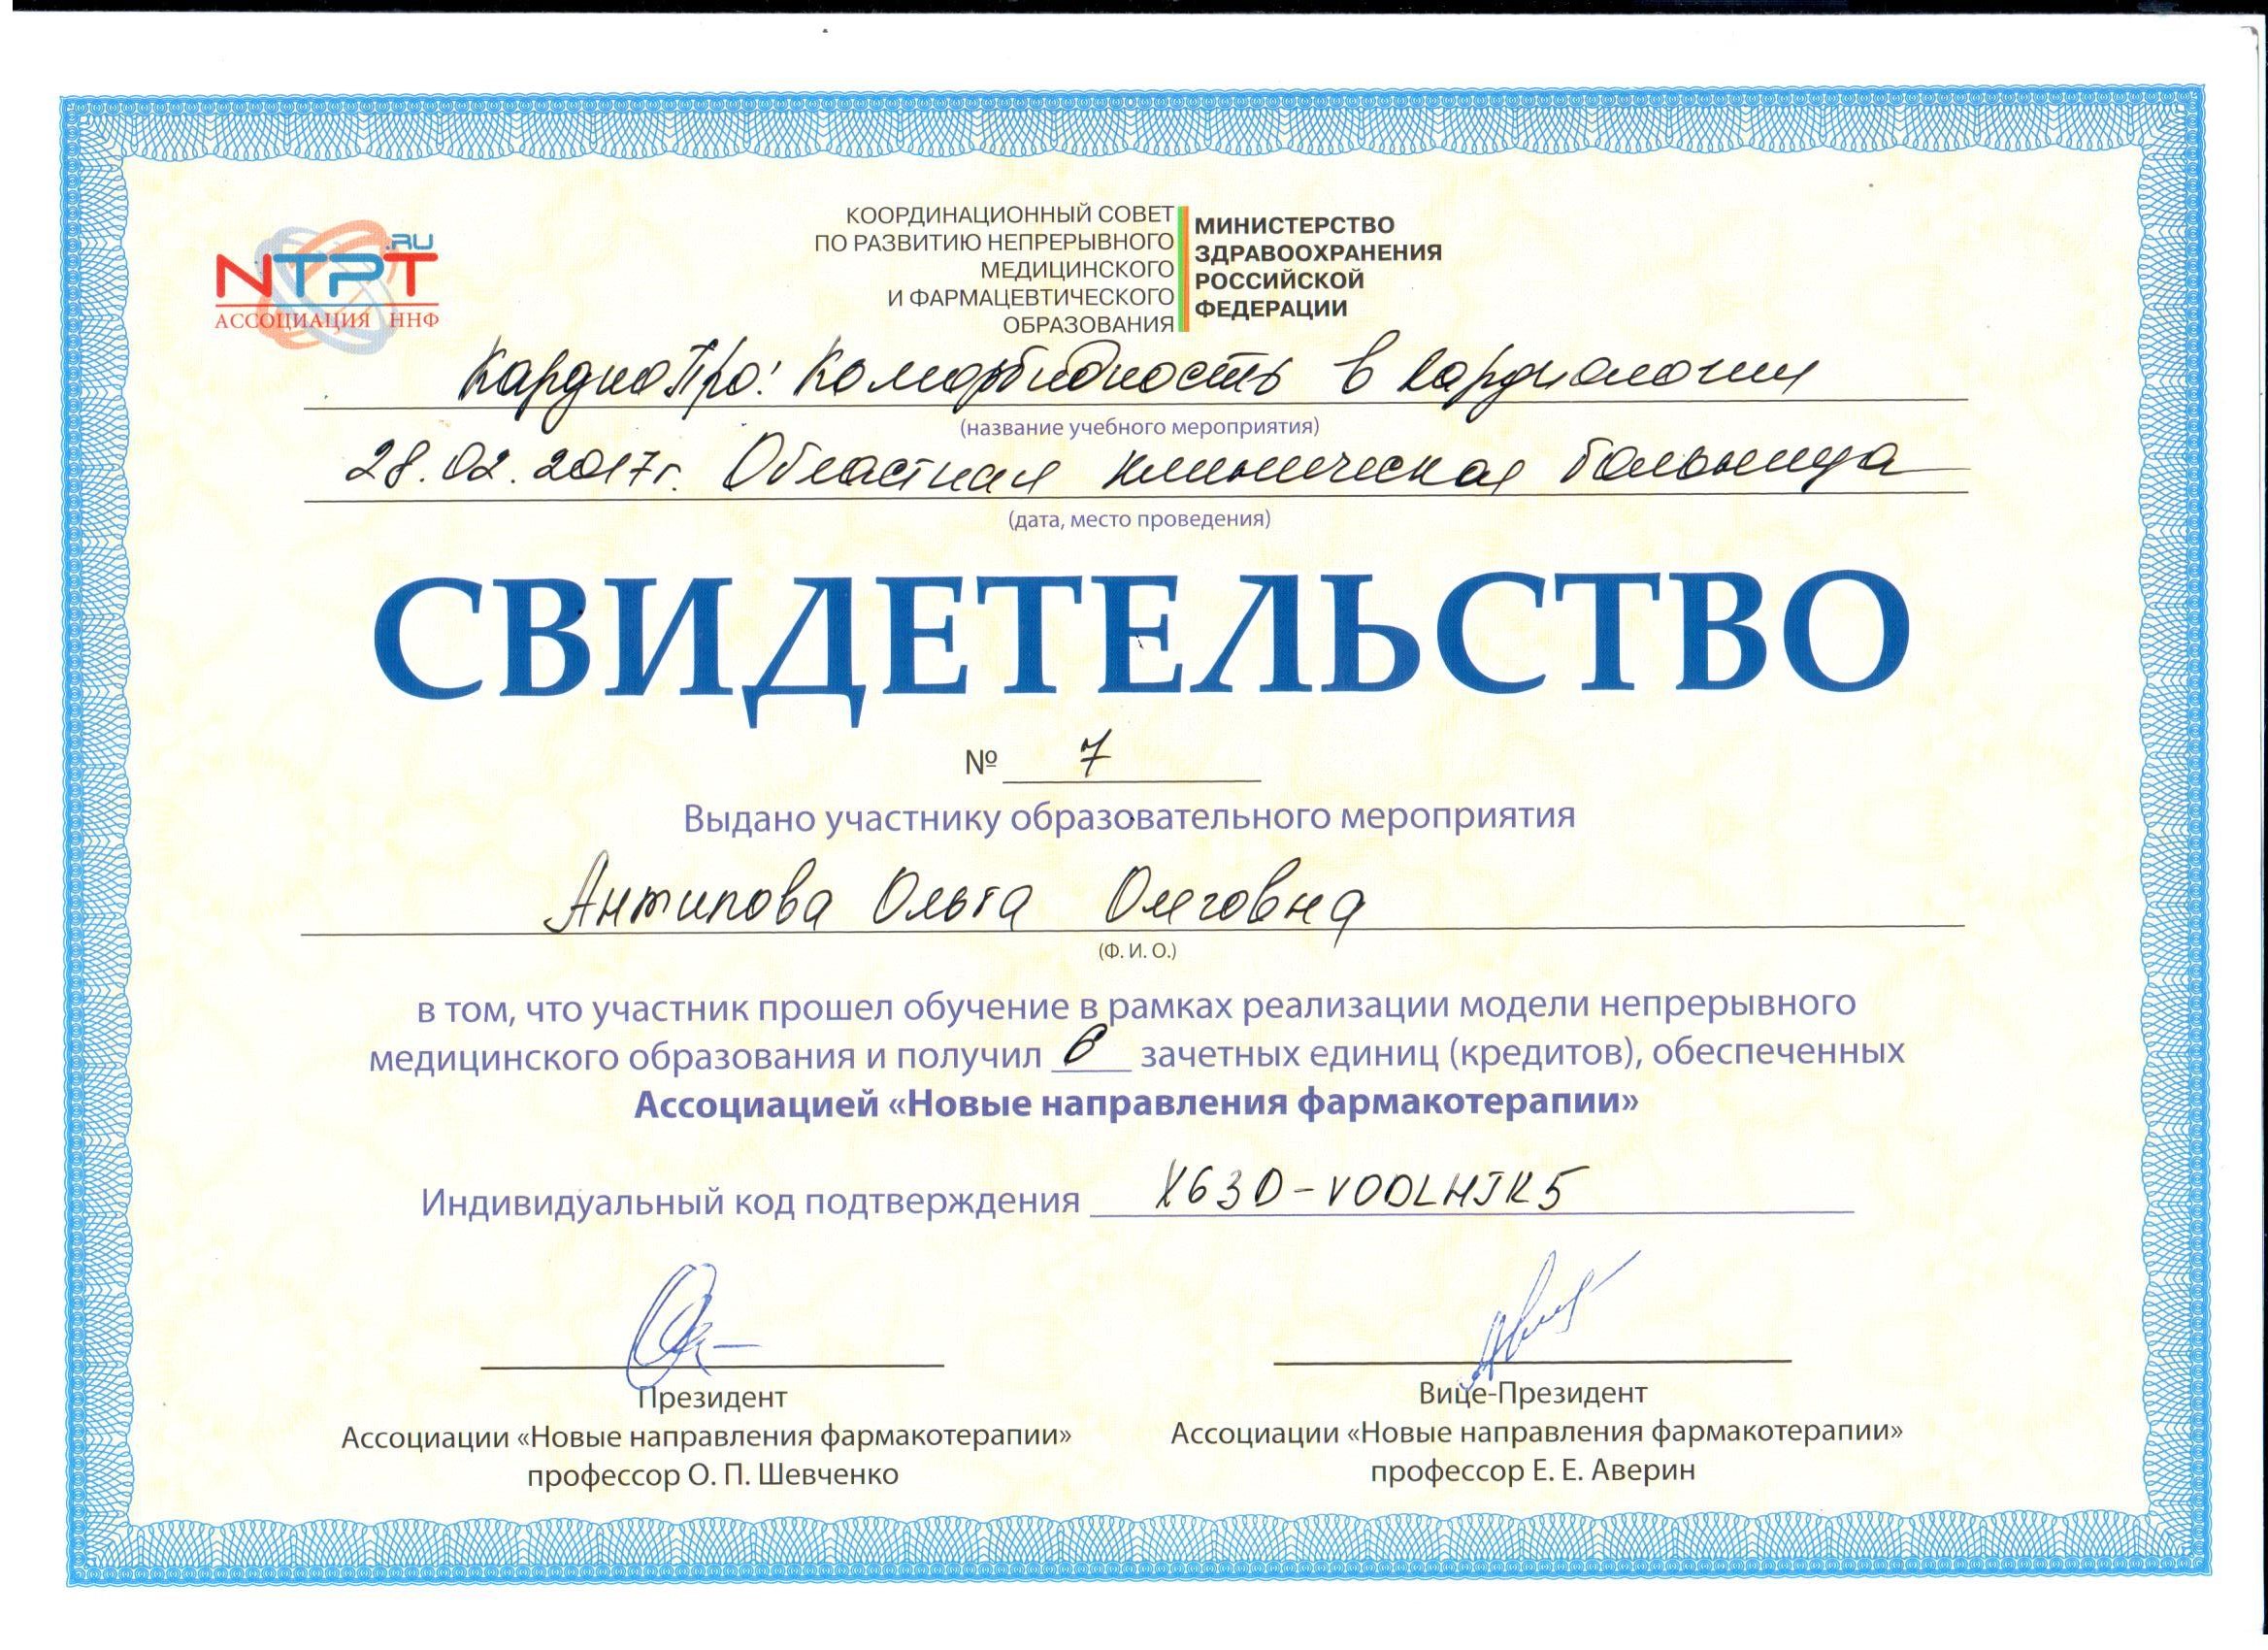 NTPT.RU
АССОЦИАЦИЯ ННФ
КООРДИНАЦИОННЫЙ СОВЕТ
ПО РАЗВИТИЮ НЕПРЕРЫВНОГО
МЕДИЦИНСКОГО
И ФАРМАЦЕВТИЧЕСКОГО
ОБРАЗОВАНИЯ
МИНИСТЕРСТВО
ЗДРАВООХРАНЕНИЯ
РОССИЙСКОЙ
ФЕДЕРАЦИИ
КардиоПро: Коморбидность в кардиологии
(название учебного мероприятия)
28.02.2017г. Областная клиническая больница
(дата, место проведения)
СВИДЕТЕЛЬСТВО
№ 7
Выдано участнику образовательного мероприятия
Антипова Ольга Олеговна
(Ф. И. О.)
в том, что участник прошел обучение в рамках реализации модели непрерывного
медицинского образования и получил 6 зачетных единиц (кредитов), обеспеченных
Ассоциацией «Новые направления фармакотерапии»
Индивидуальный код подтверждения
Президент
Ассоциации «Новые направления фармакотерапии»
профессор О. П. Шевченко
Вице-Президент
Ассоциации «Новые направления фармакотерапии»
профессор Е. Е. Аверин